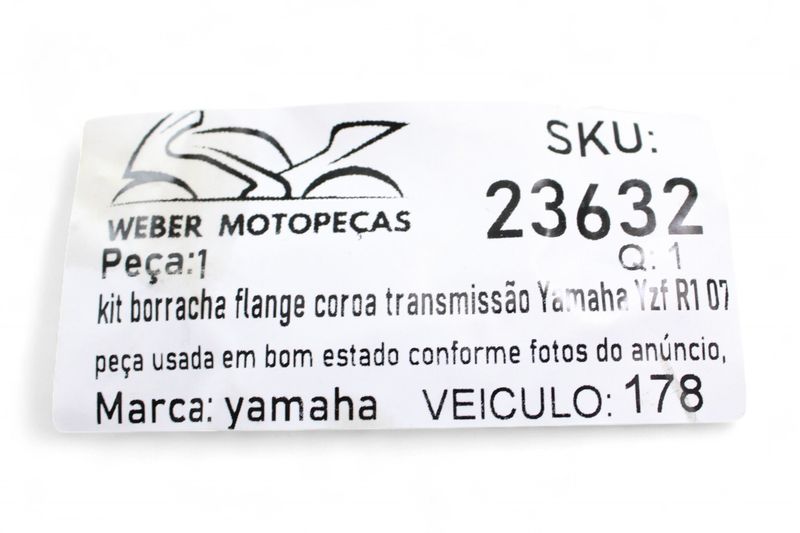 SKU:
WEBER MOTOPEÇAS
23632
Peça:1
Q: 1
kit borracha flange coroa transmissão Yamaha Yzf R1 07
peça usada em bom estado conforme fotos do anúncio,
Marca: yamaha VEICULO: 178